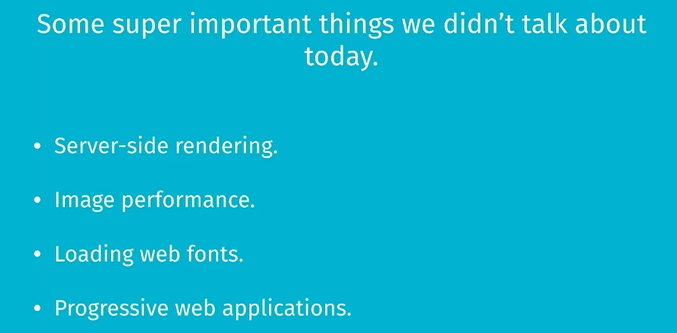 Some super important things we didn’t talk about
today.
• Server-side rendering.
• Image performance.
• Loading web fonts.
• Progressive web applications.